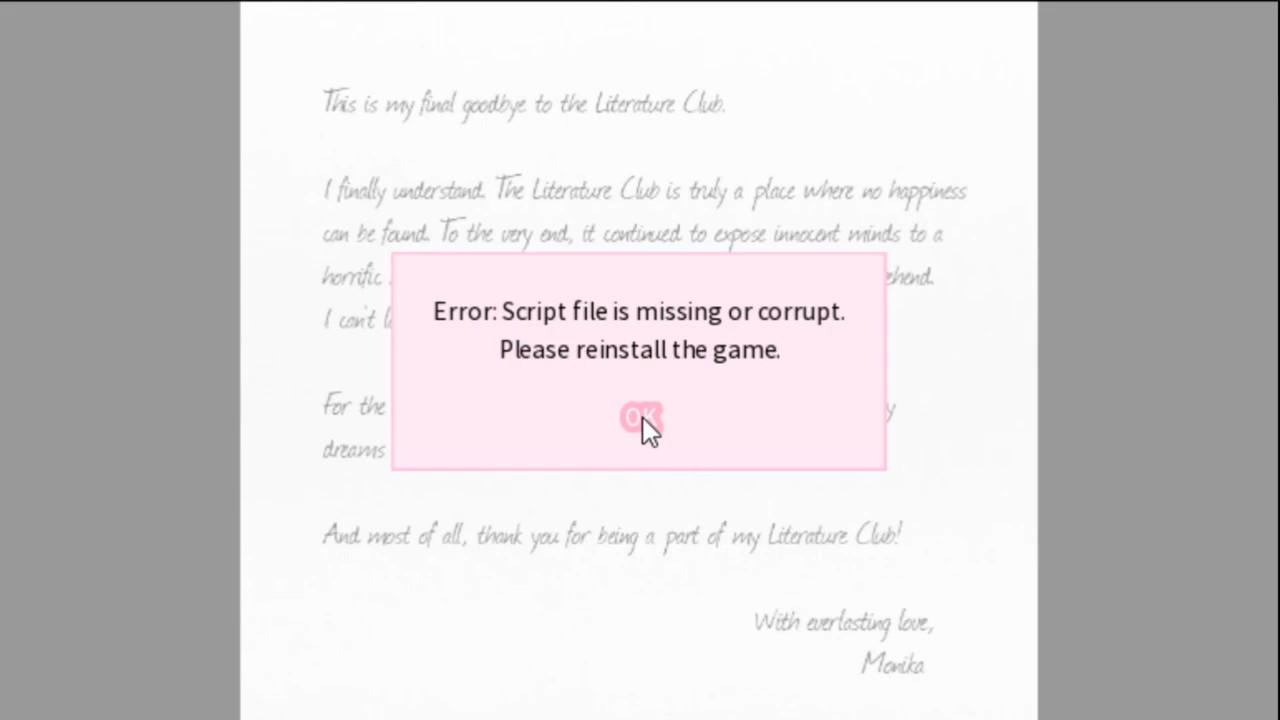 This is my final goodbye to the Literature Club.
I finally understand. The Literature Club is truly a place where no happiness
can be found. To the very end, it continued to expose innocent minds to a
horrific
I can't
Error: Script file is missing or corrupt.
Please reinstall the game.
OK
For the
dreams
And most of all, thank you for being a part of my Literature Club!
With everlasting love,
Monika